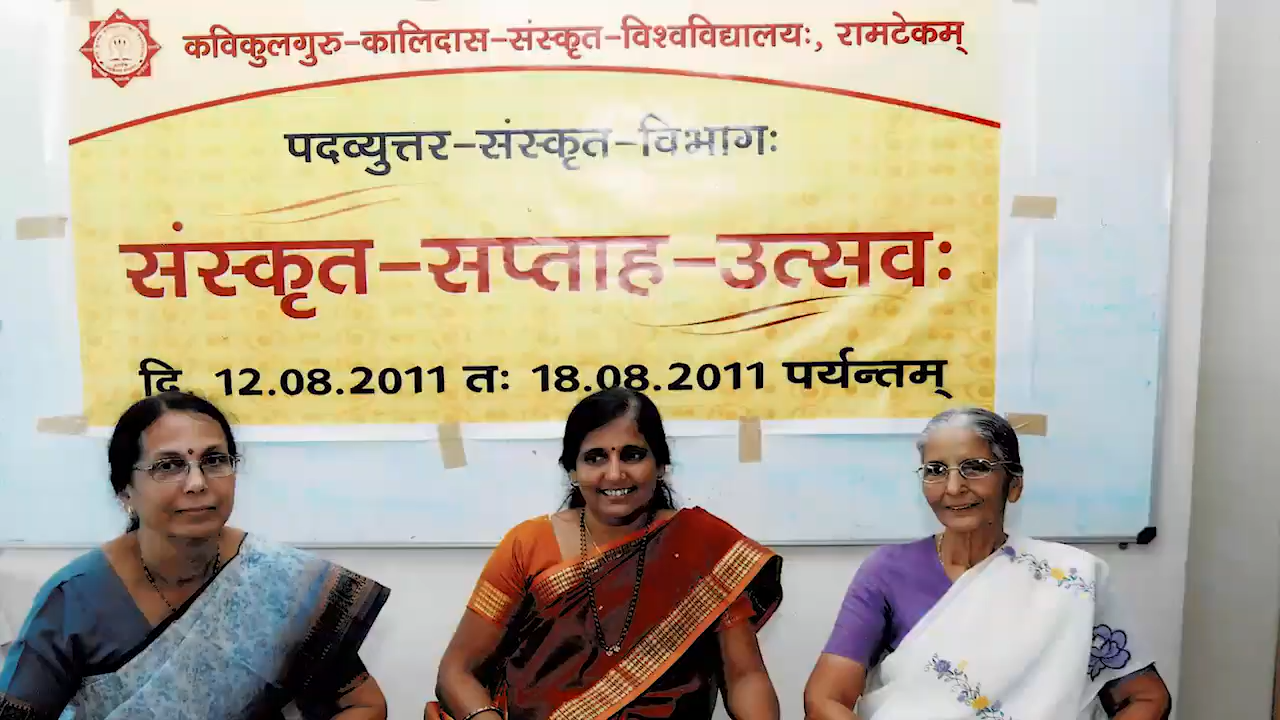 कविकुलगुरु-कालिदास-संस्कृत-विश्वविद्यालयः, रामटेकम्
पदव्युत्तर-संस्कृत-विभागः
संस्कृत-सप्ताह-उत्सवः
दि. 12.08.2011 तः 18.08.2011 पर्यन्तम्